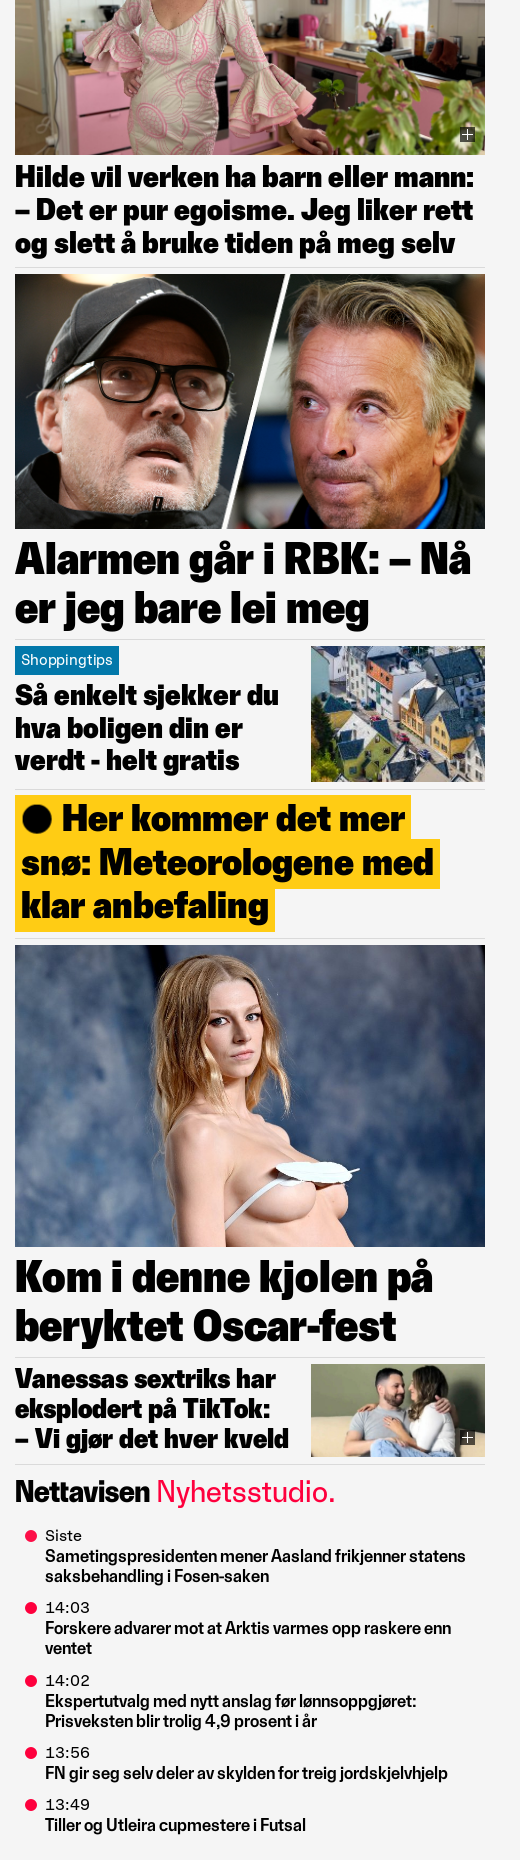 Hilde vil verken ha barn eller mann:
– Det er pur egoisme. Jeg liker rett
og slett å bruke tiden på meg selv
Alarmen går i RBK: – Nå
er jeg bare lei meg
Shoppingtips
Så enkelt sjekker du
hva boligen din er
verdt - helt gratis
Her kommer det mer
snø: Meteorologene med
klar anbefaling
Kom i denne kjolen på
beryktet Oscar-fest
Vanessas sextriks har
eksplodert på TikTok:
– Vi gjør det hver kveld
Nettavisen Nyhetsstudio.
Siste
Sametingspresidenten mener Aasland frikjenner statens
saksbehandling i Fosen-saken
14:03
Forskere advarer mot at Arktis varmes opp raskere enn
ventet
14:02
Ekspertutvalg med nytt anslag før lønnsoppgjøret:
Prisveksten blir trolig 4,9 prosent i år
13:56
FN gir seg selv deler av skylden for treig jordskjelvhjelp
13:49
Tiller og Utleira cupmestere i Futsal